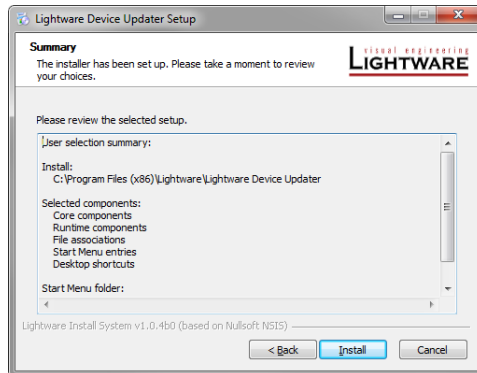 Lightware Device Updater Setup
Summary
The installer has been set up. Please take a moment to review
your choices.
visual engineering
LIGHTWARE
Please review the selected setup.
User selection summary:
Install:
C:\Program Files (x86)\Lightware\Lightware Device Updater
Selected components:
Core components
Runtime components
File associations
Start Menu entries
Desktop shortcuts
Start Menu folder:
Lightware Install System v1.0.4b0 (based on Nullsoft NSIS)
< Back
Install
Cancel